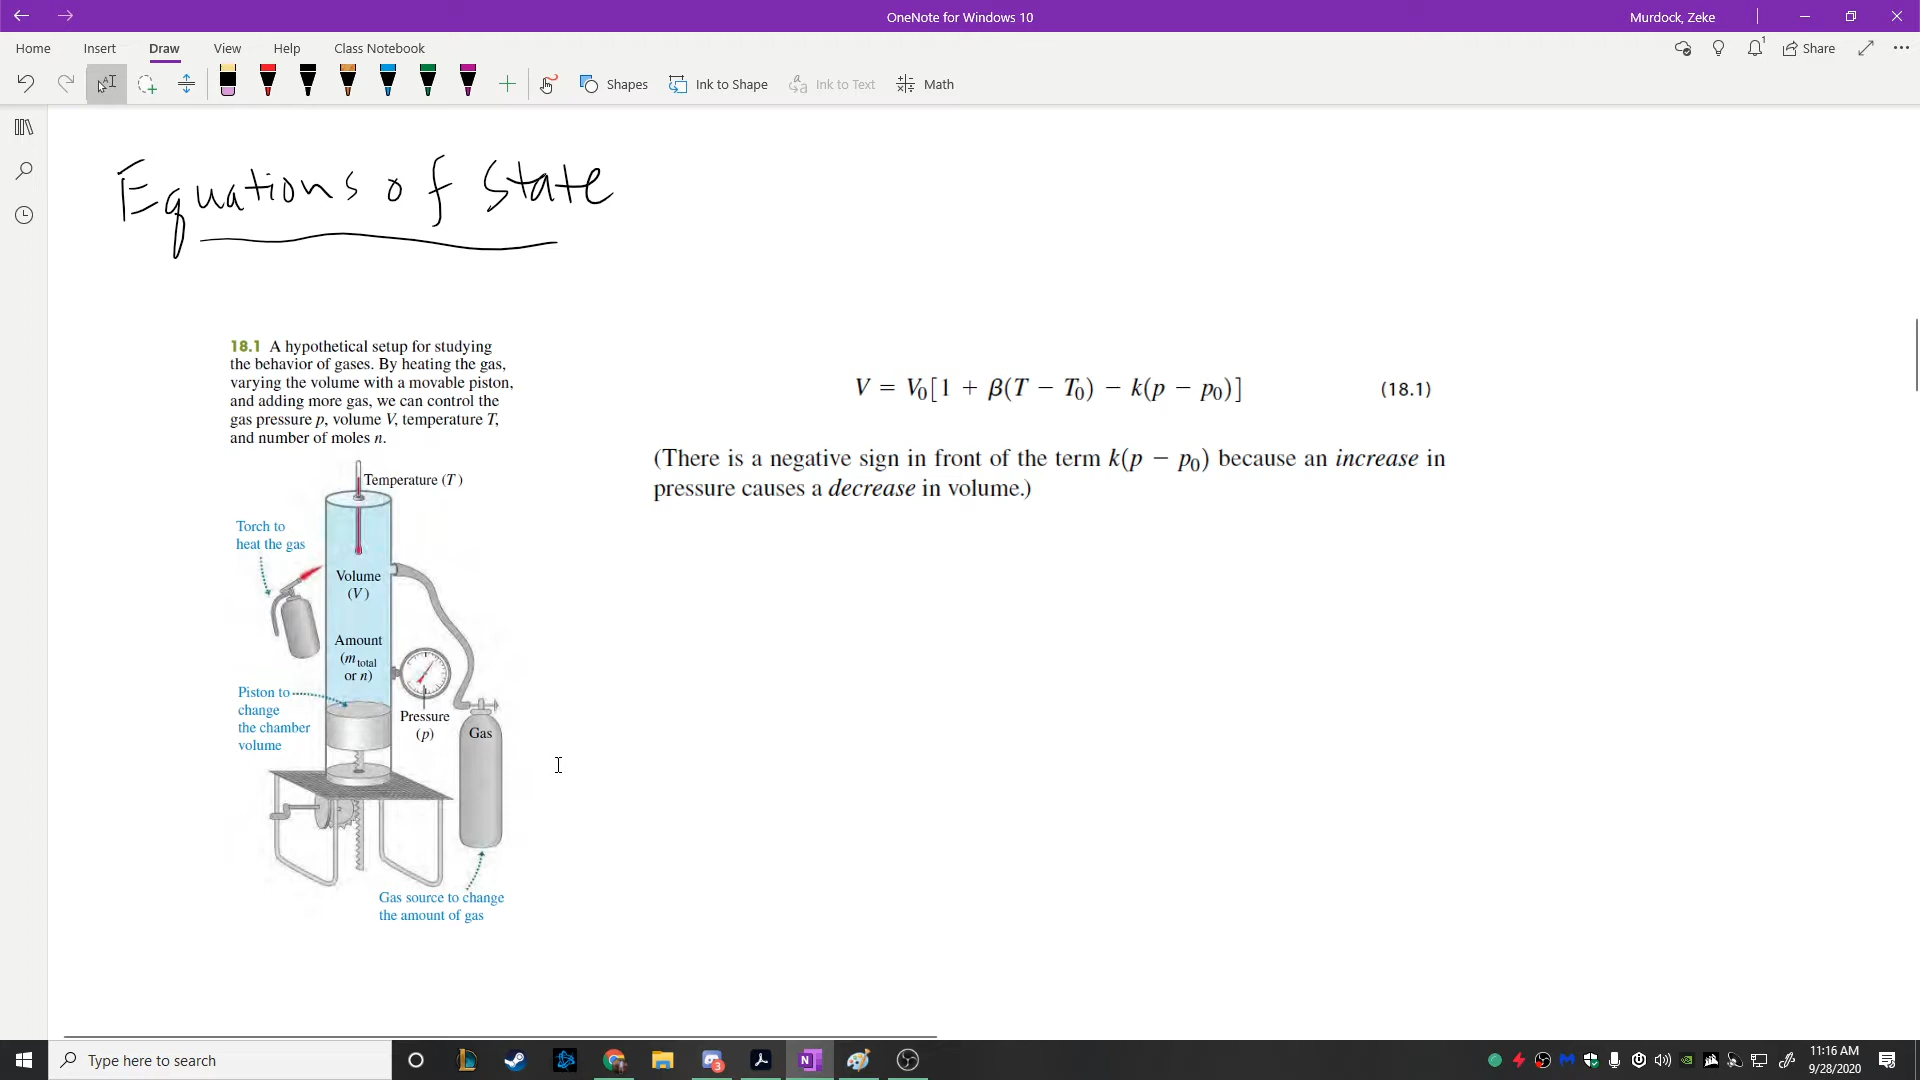 OneNote for Windows 10
Murdock, Zeke
Home Insert Draw View Help Class Notebook
Share
Shapes Ink to Shape Ink to Text Math
Equations of State
18.1 A hypothetical setup for studying
the behavior of gases. By heating the gas,
varying the volume with a movable piston,
and adding more gas, we can control the
gas pressure p, volume V, temperature T,
and number of moles n.
V = V₀[1 + β(T − T₀) − k(p − p₀)] (18.1)
(There is a negative sign in front of the term k(p − p₀) because an increase in
pressure causes a decrease in volume.)
Temperature (T)
Torch to
heat the gas
Volume
(V)
Amount
(m total
or n)
Piston to
change
the chamber
volume
Pressure
(p)
Gas
Gas source to change
the amount of gas
Type here to search
11:16 AM
9/28/2020